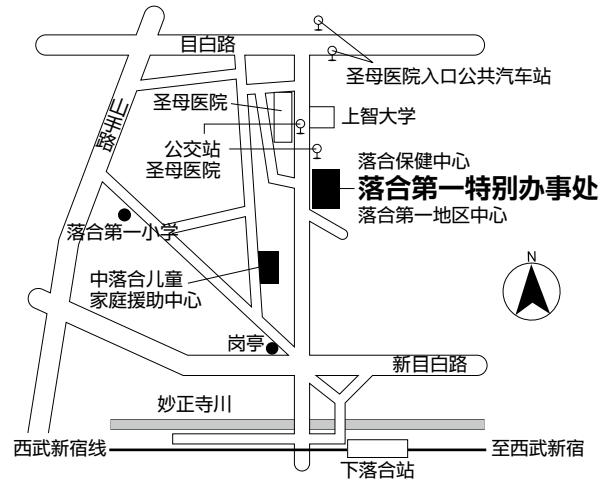 目白路
圣母医院入口公共汽车站
山手路
圣母医院
上智大学
公交站
圣母医院
落合保健中心
落合第一特别办事处
落合第一地区中心
落合第一小学
中落合儿童
家庭援助中心
N
岗亭
新目白路
妙正寺川
西武新宿线
至西武新宿
下落合站